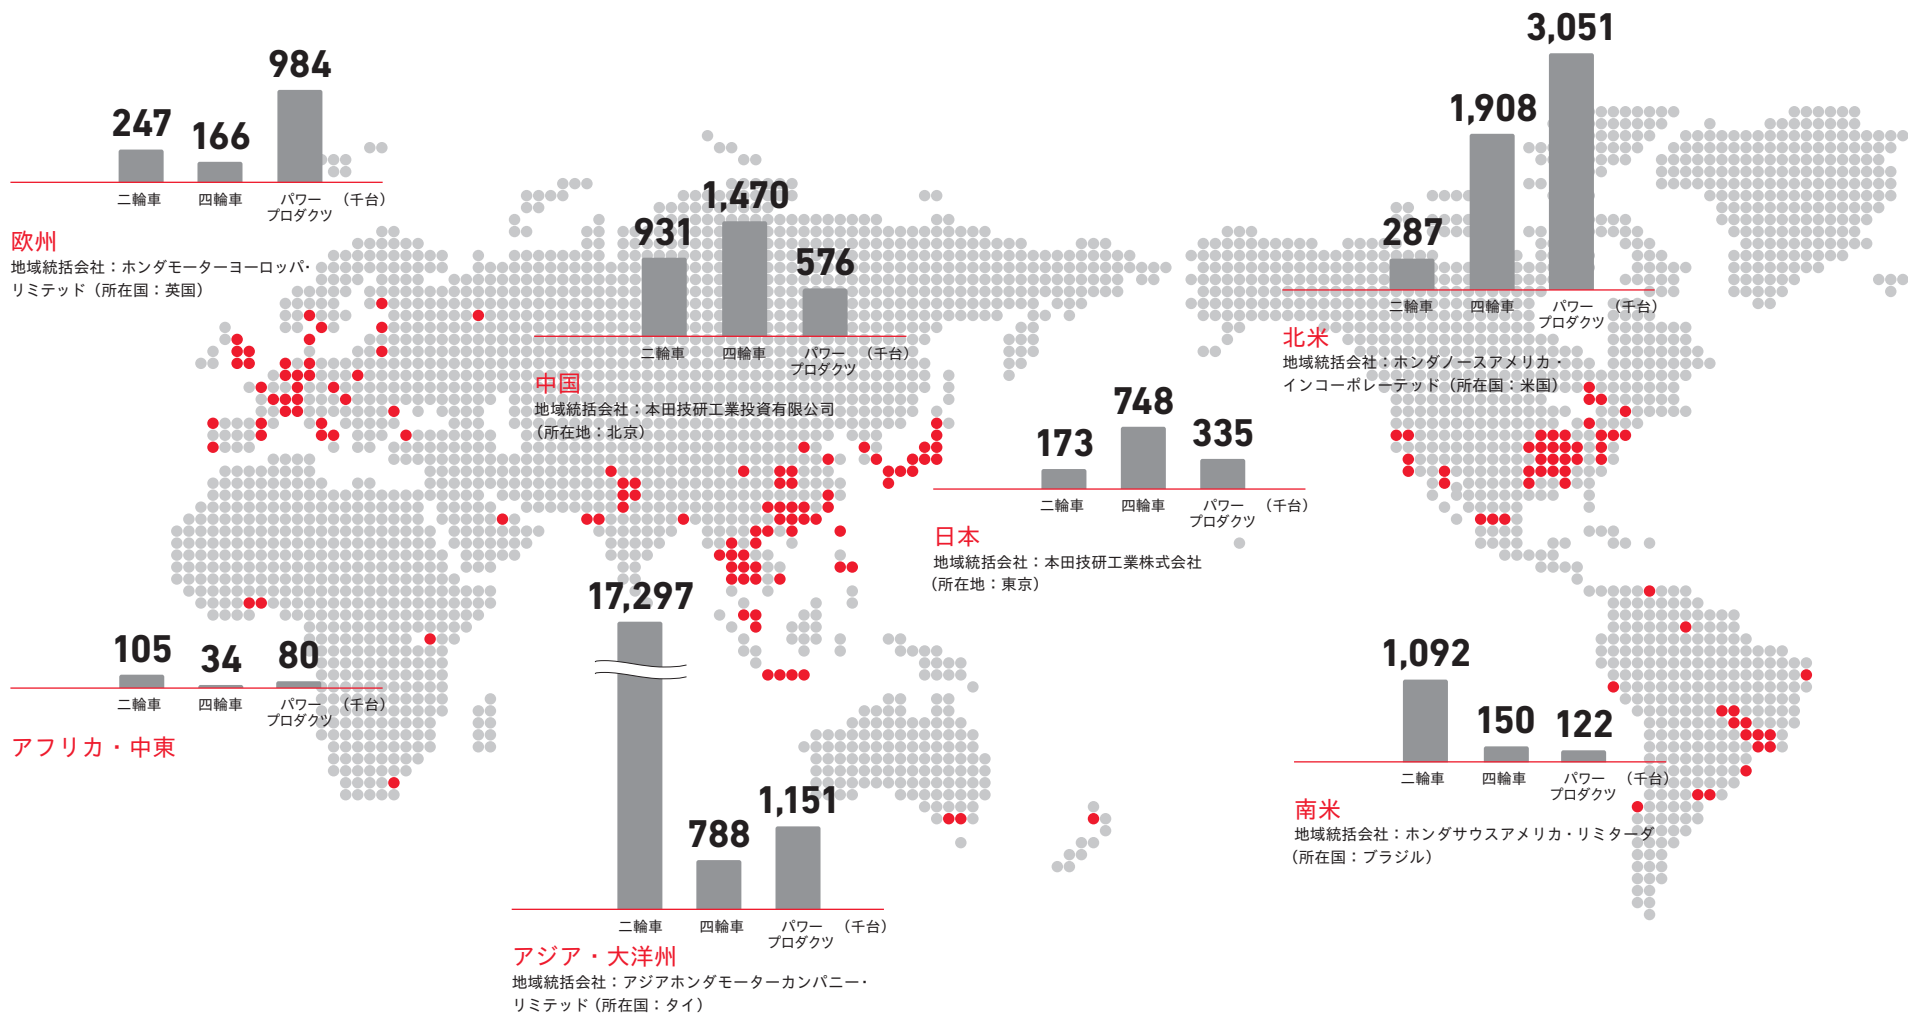 984
247
166
二輪車
四輪車
パワー
プロダクツ
（千台）
欧州
地域統括会社：ホンダモーターヨーロッパ・
リミテッド（所在国：英国）
1,470
931
576
二輪車
四輪車
パワー
プロダクツ
（千台）
中国
地域統括会社：本田技研工業投資有限公司
（所在地：北京）
3,051
1,908
287
二輪車
四輪車
パワー
プロダクツ
（千台）
北米
地域統括会社：ホンダノースアメリカ・
インコーポレーテッド（所在国：米国）
748
173
335
二輪車
四輪車
パワー
プロダクツ
（千台）
日本
地域統括会社：本田技研工業株式会社
（所在地：東京）
105
34
80
二輪車
四輪車
パワー
プロダクツ
（千台）
アフリカ・中東
17,297
788
1,151
二輪車
四輪車
パワー
プロダクツ
（千台）
アジア・大洋州
地域統括会社：アジアホンダモーターカンパニー・
リミテッド（所在国：タイ）
1,092
150
122
二輪車
四輪車
パワー
プロダクツ
（千台）
南米
地域統括会社：ホンダサウスアメリカ・リミターダ
（所在国：ブラジル）